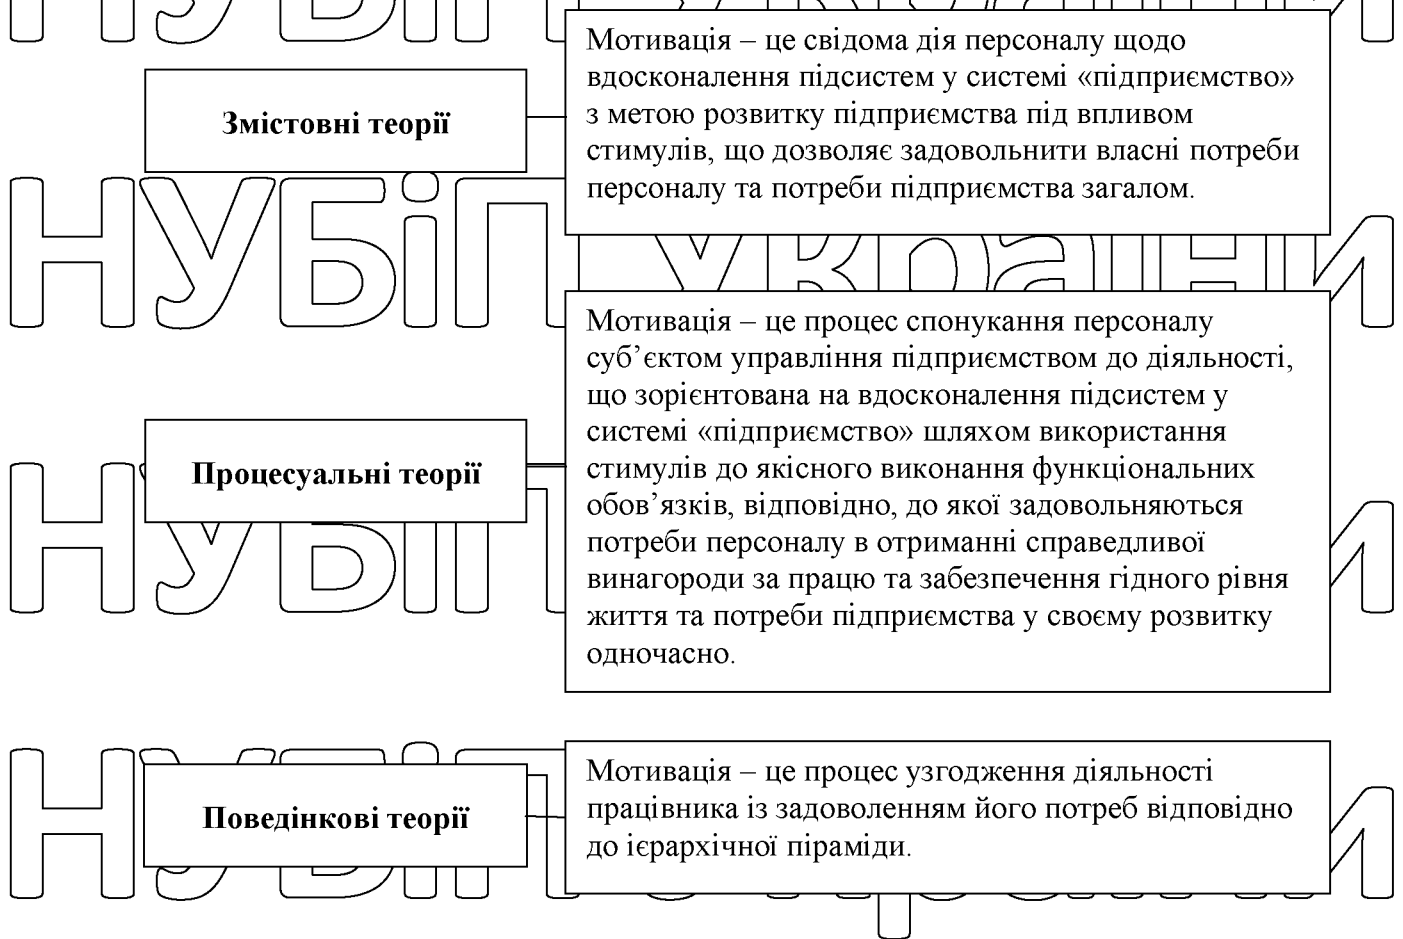 Мотивація – це свідома дія персоналу щодо
вдосконалення підсистем у системі «підприємство»
Змістовні теорії
з метою розвитку підприємства під впливом
стимулів, що дозволяє задовольнити власні потреби
персоналу та потреби підприємства загалом.
НУБіП України
Мотивація – це процес спонукання персоналу
суб’єктом управління підприємством до діяльності,
що зорієнтована на вдосконалення підсистем у
системі «підприємство» шляхом використання
Процесуальні теорії
стимулів до якісного виконання функціональних
обов’язків, відповідно, до якої задовольняються
потреби персоналу в отриманні справедливої
винагороди за працю та забезпечення гідного рівня
життя та потреби підприємства у своєму розвитку
одночасно.
НУБіП України
Мотивація – це процес узгодження діяльності
працівника із задоволенням його потреб відповідно
Поведінкові теорії
до ієрархічної піраміди.
НУБіП України